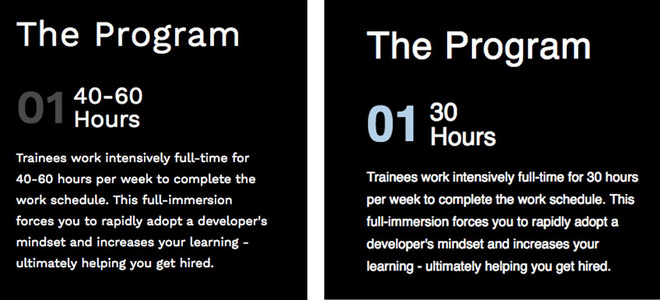 The Program
01
40-60
Hours
Trainees work intensively full-time for
40-60 hours per week to complete the
work schedule. This full-immersion
forces you to rapidly adopt a developer's
mindset and increases your learning -
ultimately helping you get hired.
The Program
01
30
Hours
Trainees work intensively full-time for 30 hours
per week to complete the work schedule. This
full-immersion forces you to rapidly adopt a
developer's mindset and increases your
learning - ultimately helping you get hired.